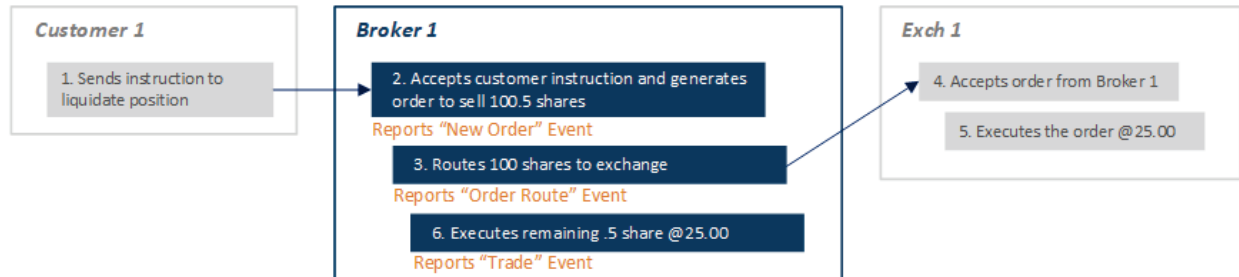 Customer 1
1. Sends instruction to
liquidate position
Broker 1
2. Accepts customer instruction and generates
order to sell 100.5 shares
Reports “New Order” Event
3. Routes 100 shares to exchange
Reports “Order Route” Event
6. Executes remaining .5 share @25.00
Reports “Trade” Event
Exch 1
4. Accepts order from Broker 1
5. Executes the order @25.00